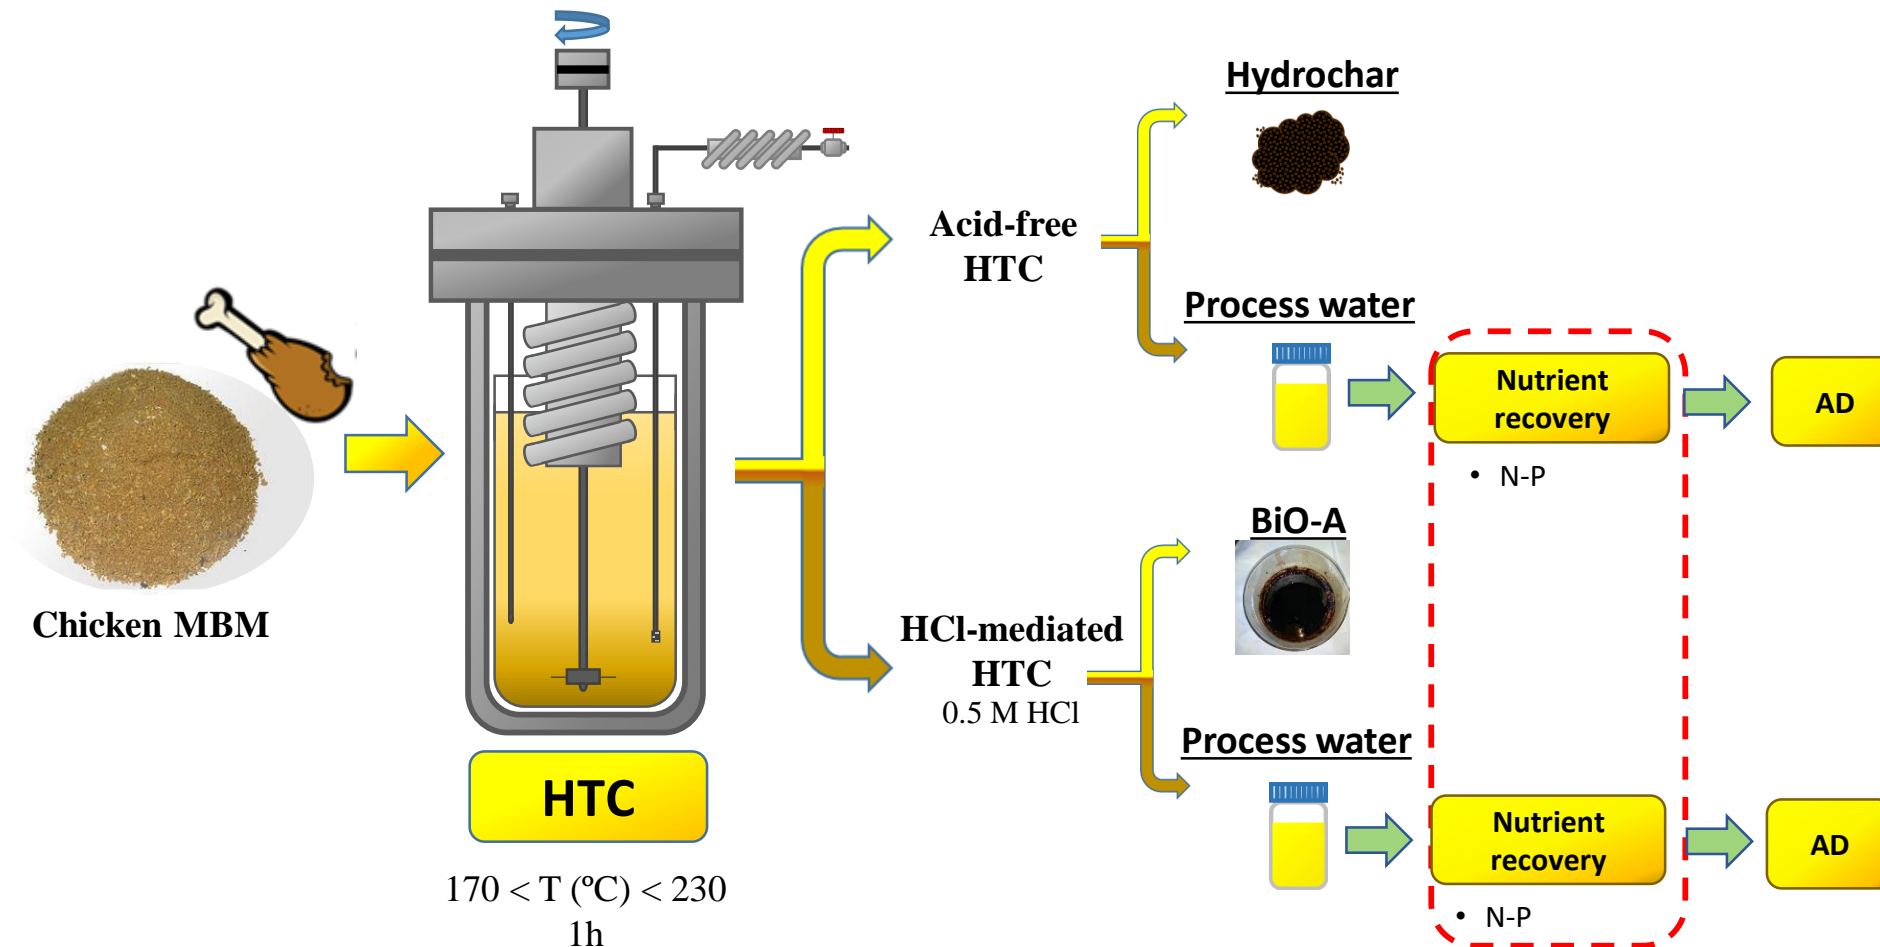 Chicken MBM
HTC
170 < T (ºC) < 230
1h
Acid-free
HTC
Hydrochar
Process water
Nutrient
recovery
• N-P
AD
HCl-mediated
HTC
0.5 M HCl
BiO-A
Process water
Nutrient
recovery
• N-P
AD